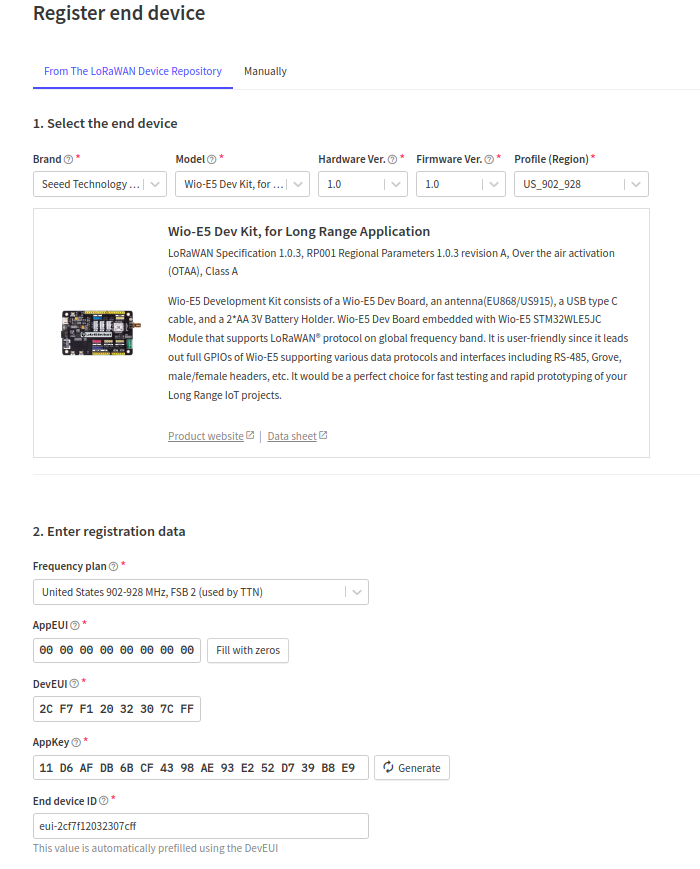 Register end device
From The LoRaWAN Device Repository Manually
1. Select the end device
Brand * Model * Hardware Ver. * Firmware Ver. * Profile (Region) *
Seeed Technology ... Wio-E5 Dev Kit, for ... 1.0 1.0 US_902_928
Wio-E5 Dev Kit, for Long Range Application
LoRaWAN Specification 1.0.3, RP001 Regional Parameters 1.0.3 revision A, Over the air activation
(OTAA), Class A
Wio-E5 Development Kit consists of a Wio-E5 Dev Board, an antenna(EU868/US915), a USB type C
cable, and a 2*AA 3V Battery Holder. Wio-E5 Dev Board embedded with Wio-E5 STM32WLE5JC
Module that supports LoRaWAN® protocol on global frequency band. It is user-friendly since it leads
out full GPIOs of Wio-E5 supporting various data protocols and interfaces including RS-485, Grove,
male/female headers, etc. It would be a perfect choice for fast testing and rapid prototyping of your
Long Range IoT projects.
Product website | Data sheet
2. Enter registration data
Frequency plan *
United States 902-928 MHz, FSB 2 (used by TTN)
AppEUI *
00 00 00 00 00 00 00 00 Fill with zeros
DevEUI *
2C F7 F1 20 32 30 7C FF
AppKey *
11 D6 AF DB 6B CF 43 98 AE 93 E2 52 D7 39 B8 E9 Generate
End device ID *
eui-2cf7f12032307cff
This value is automatically prefilled using the DevEUI